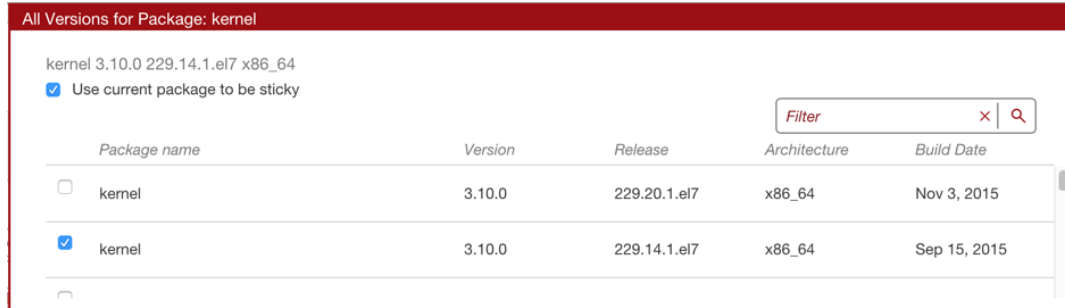 All Versions for Package: kernel
kernel 3.10.0 229.14.1.el7 x86_64
Use current package to be sticky
Filter
Package name Version Release Architecture Build Date
kernel 3.10.0 229.20.1.el7 x86_64 Nov 3, 2015
kernel 3.10.0 229.14.1.el7 x86_64 Sep 15, 2015